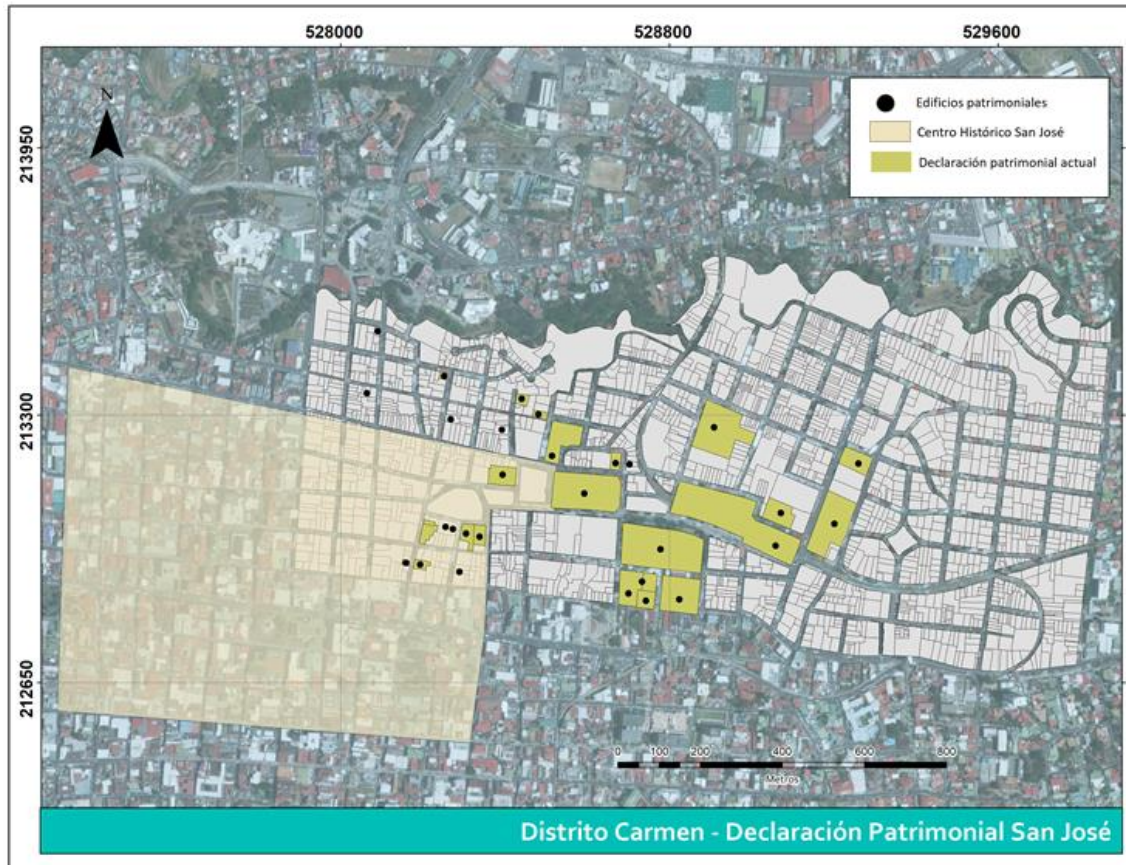 528000
528800
529600
213950
213300
212650
N
Edificios patrimoniales
Centro Histórico San José
Declaración patrimonial actual
0 100 200 400 600 800
Metros
Distrito Carmen - Declaración Patrimonial San José